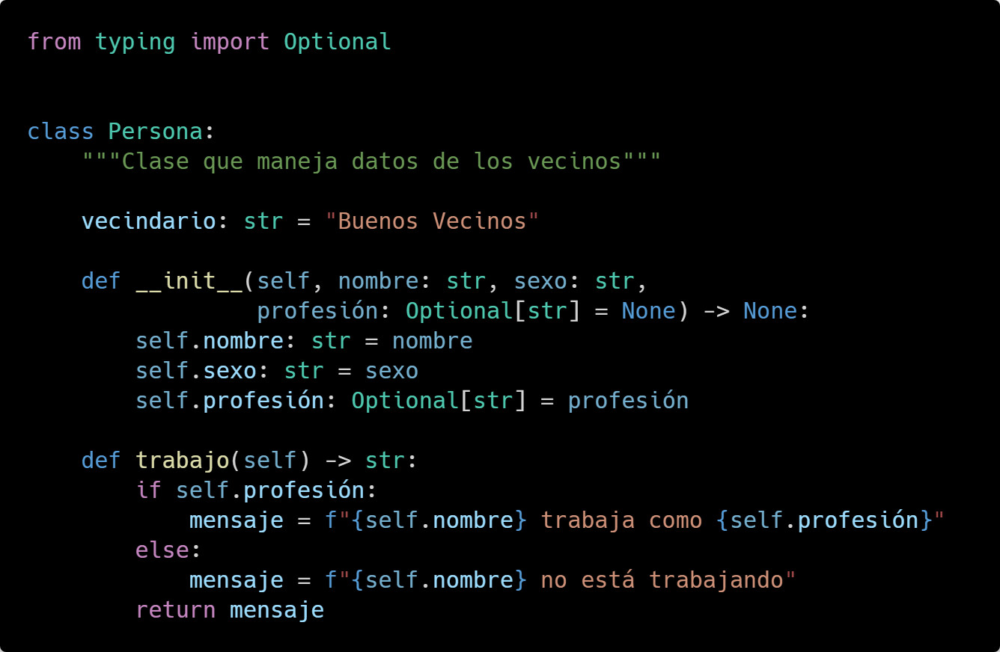 from typing import Optional
class Persona:
    """Clase que maneja datos de los vecinos"""
    vecindario: str = "Buenos Vecinos"
    def __init__(self, nombre: str, sexo: str,
                 profesión: Optional[str] = None) -> None:
        self.nombre: str = nombre
        self.sexo: str = sexo
        self.profesión: Optional[str] = profesión
    def trabajo(self) -> str:
        if self.profesión:
            mensaje = f"{self.nombre} trabaja como {self.profesión}"
        else:
            mensaje = f"{self.nombre} no está trabajando"
        return mensaje